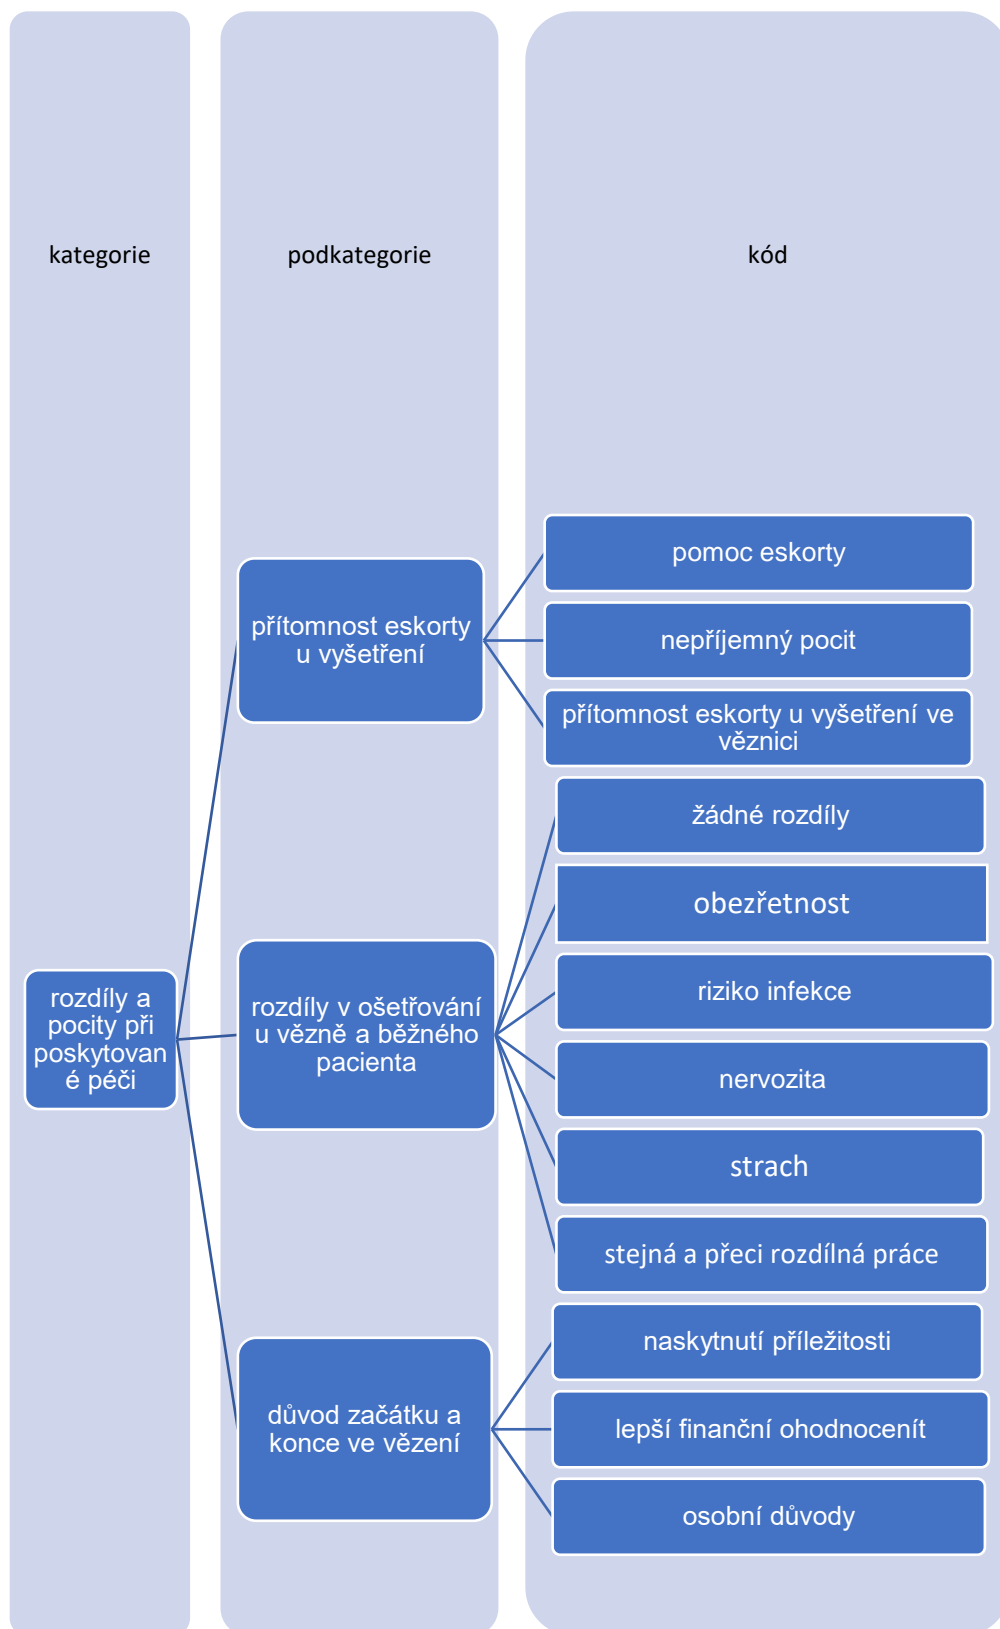 kategorie
podkategorie
kód
rozdíly a
pocity při
poskytovan
é péči
přítomnost eskorty
u vyšetření
pomoc eskorty
nepříjemný pocit
přítomnost eskorty u vyšetření ve
věznici
rozdíly v ošetřování
u vězně a běžného
pacienta
žádné rozdíly
obezřetnost
riziko infekce
nervozita
strach
stejná a přeci rozdílná práce
důvod začátku a
konce ve vězení
naskytnutí příležitosti
lepší finanční ohodnocenít
osobní důvody